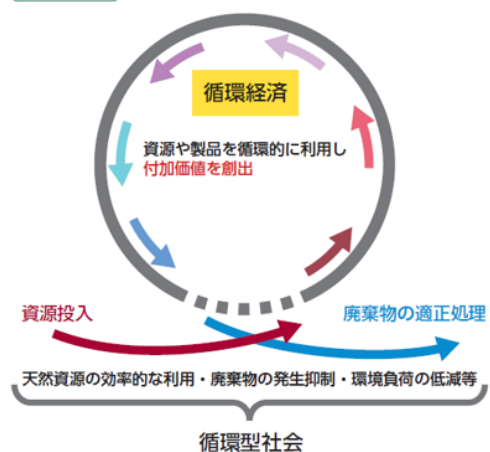 循環経済
資源や製品を循環的に利用し
付加価値を創出
資源投入
廃棄物の適正処理
天然資源の効率的な利用・廃棄物の発生抑制・環境負荷の低減等
循環型社会